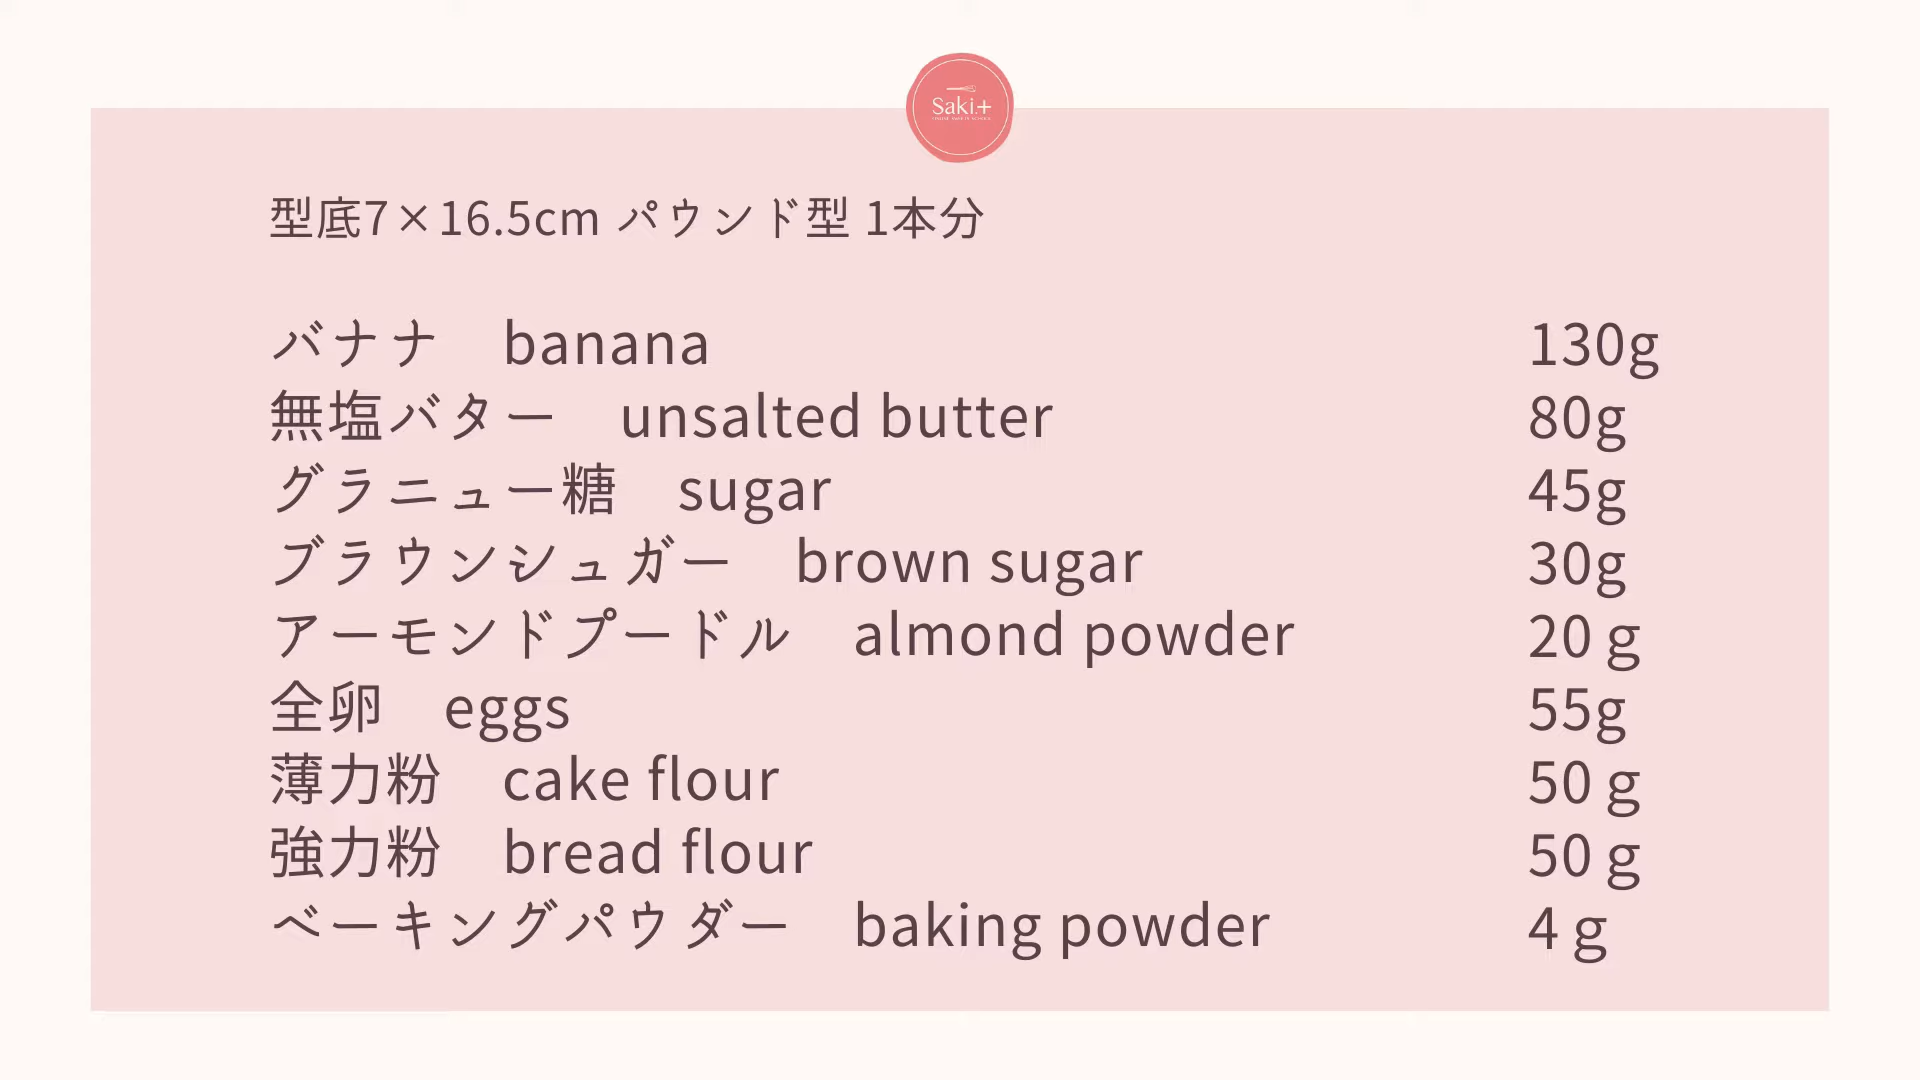 Saki.+
型底7×16.5cm パウンド型 1本分
バナナ　banana　130g
無塩バター　unsalted butter　80g
グラニュー糖　sugar　45g
ブラウンシュガー　brown sugar　30g
アーモンドプードル　almond powder　20 g
全卵　eggs　55g
薄力粉　cake flour　50 g
強力粉　bread flour　50 g
ベーキングパウダー　baking powder　4 g